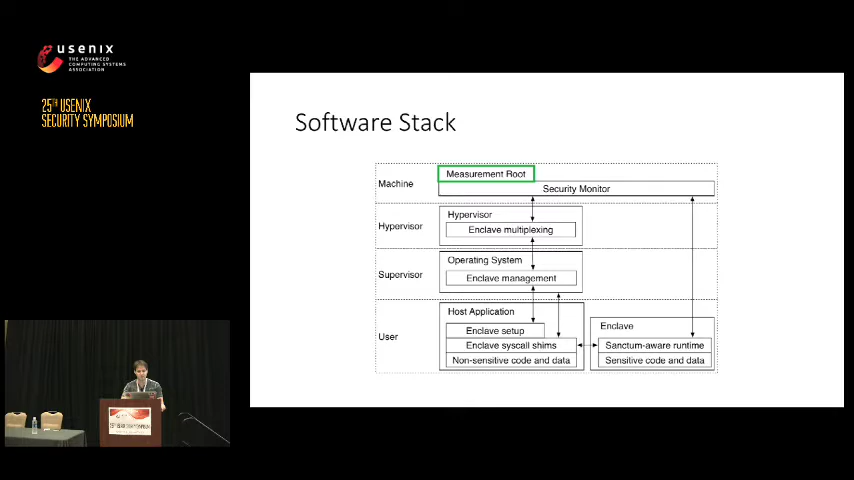 usenix
THE ADVANCED
COMPUTING SYSTEMS
ASSOCIATION
25TH USENIX
SECURITY SYMPOSIUM
Software Stack
Machine
Measurement Root
Security Monitor
Hypervisor
Hypervisor
Enclave multiplexing
Supervisor
Operating System
Enclave management
User
Host Application
Enclave setup
Enclave syscall shims
Non-sensitive code and data
Enclave
Sanctum-aware runtime
Sensitive code and data